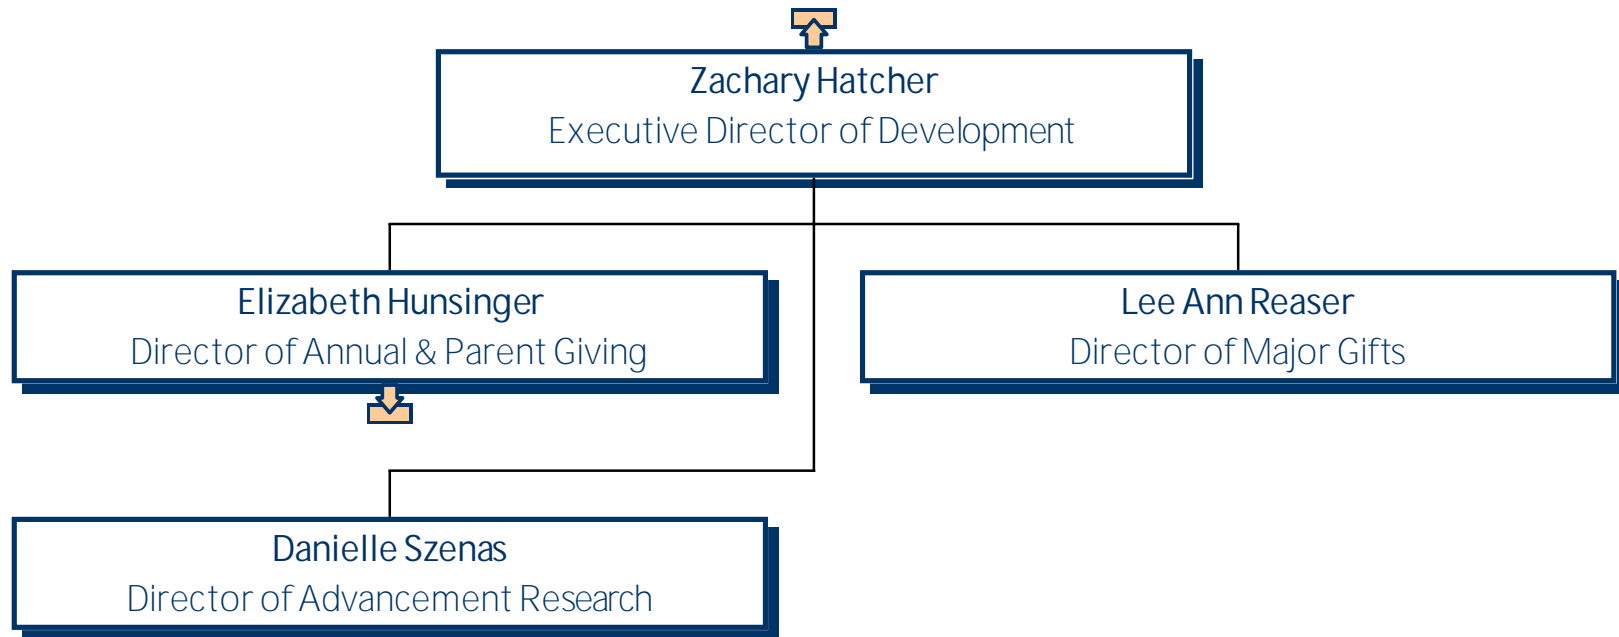 Zachary Hatcher
Executive Director of Development
Elizabeth Hunsinger
Director of Annual & Parent Giving
Lee Ann Reaser
Director of Major Gifts
Danielle Szenas
Director of Advancement Research